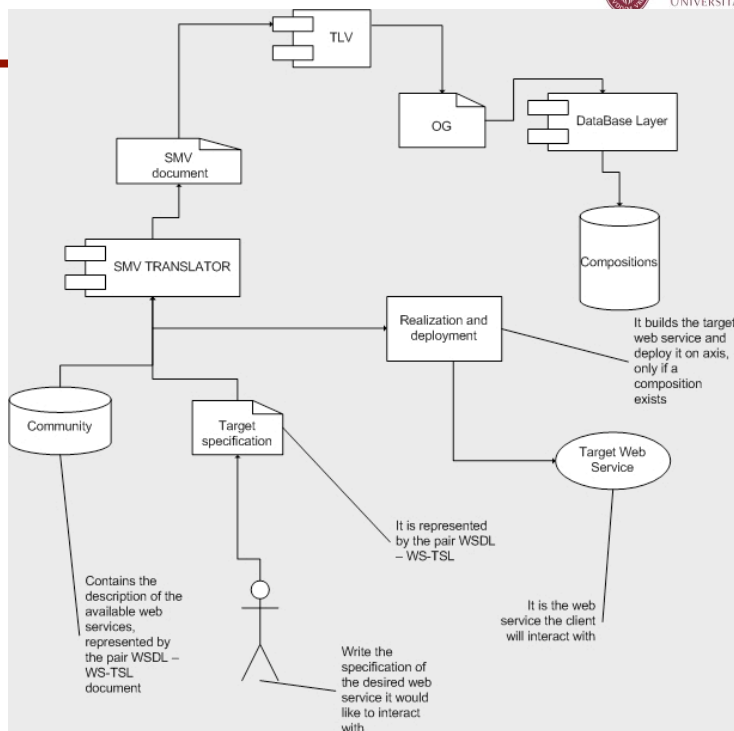 UNIVERSITÀ
TLV
OG
DataBase Layer
SMV
document
Compositions
SMV TRANSLATOR
Realization and
deployment
It builds the target
web service and
deploy it on axis,
only if a
composition
exists
Community
Target
specification
Target Web
Service
It is represented
by the pair WSDL
– WS-TSL
Contains the
description of the
available web
services,
represented by
the pair WSDL –
WS-TSL
document
It is the web
service the client
will interact with
Write the
specification of
the desired web
service it would
like to interact
with